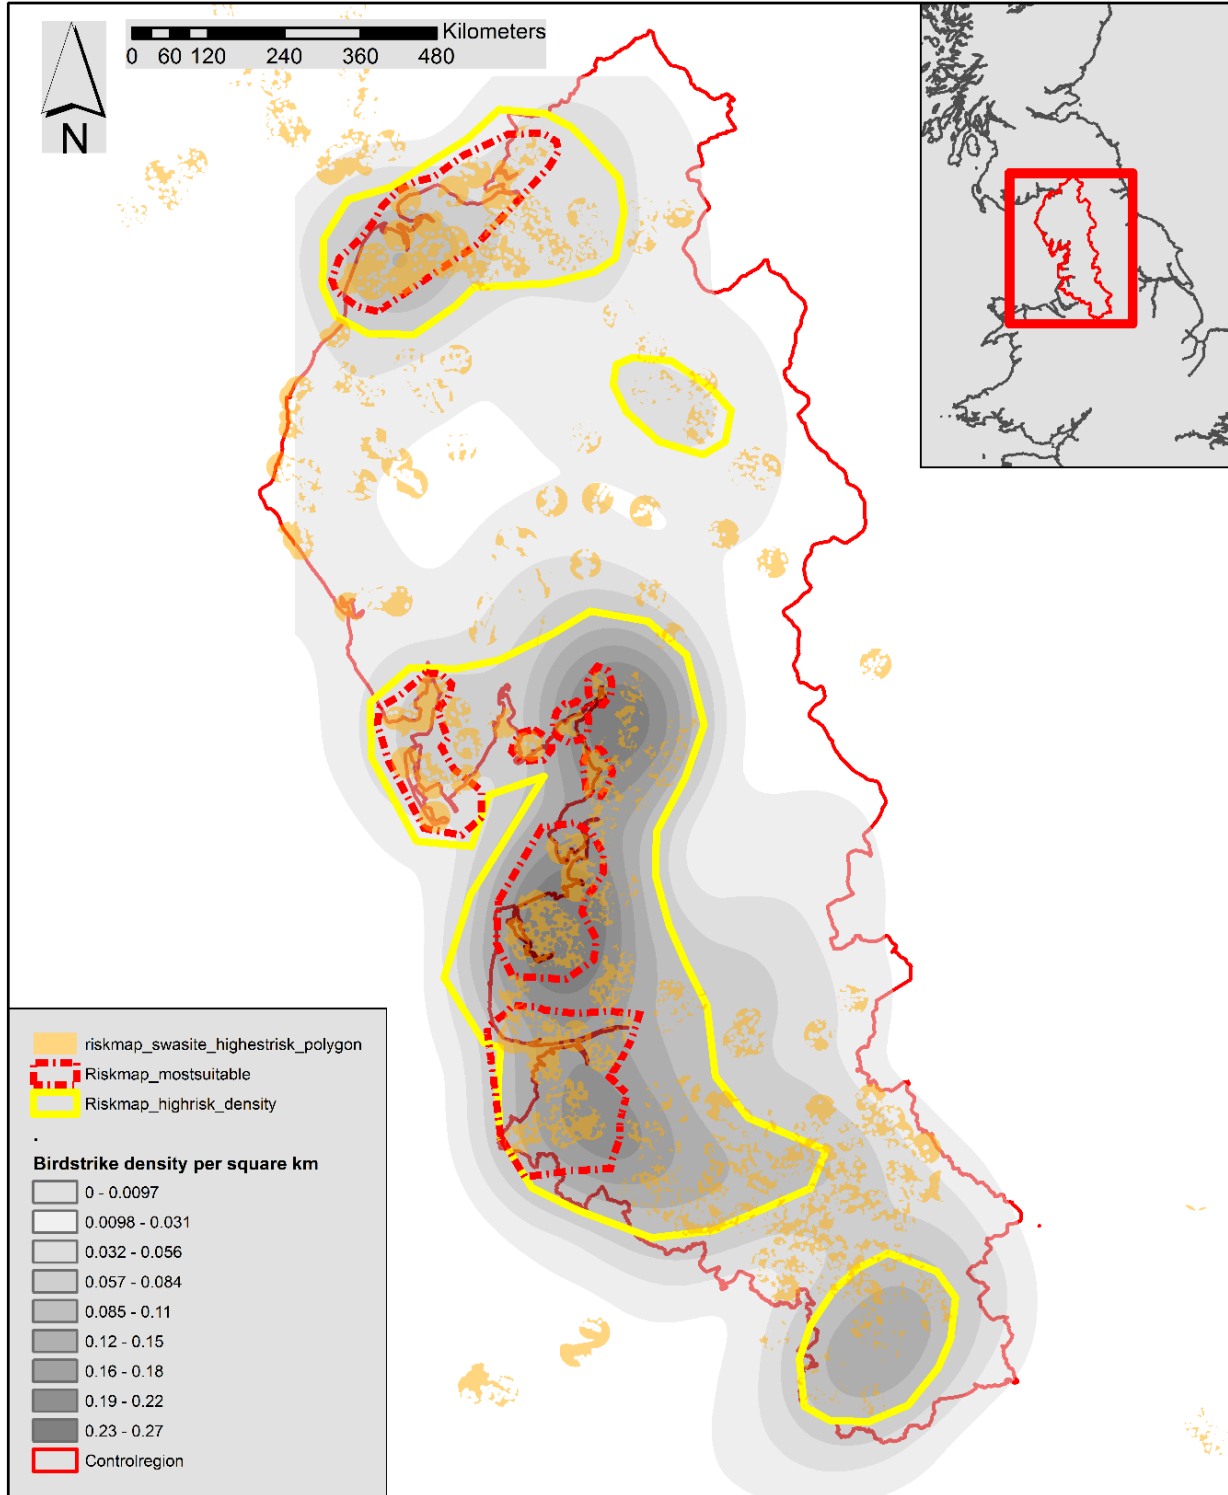 Kilometers
0 60 120 240 360 480
N
riskmap_swasite_highestrisk_polygon
Riskmap_mostsuitable
Riskmap_highrisk_density
.
Birdstrike density per square km
0 - 0.0097
0.0098 - 0.031
0.032 - 0.056
0.057 - 0.084
0.085 - 0.11
0.12 - 0.15
0.16 - 0.18
0.19 - 0.22
0.23 - 0.27
Controlregion